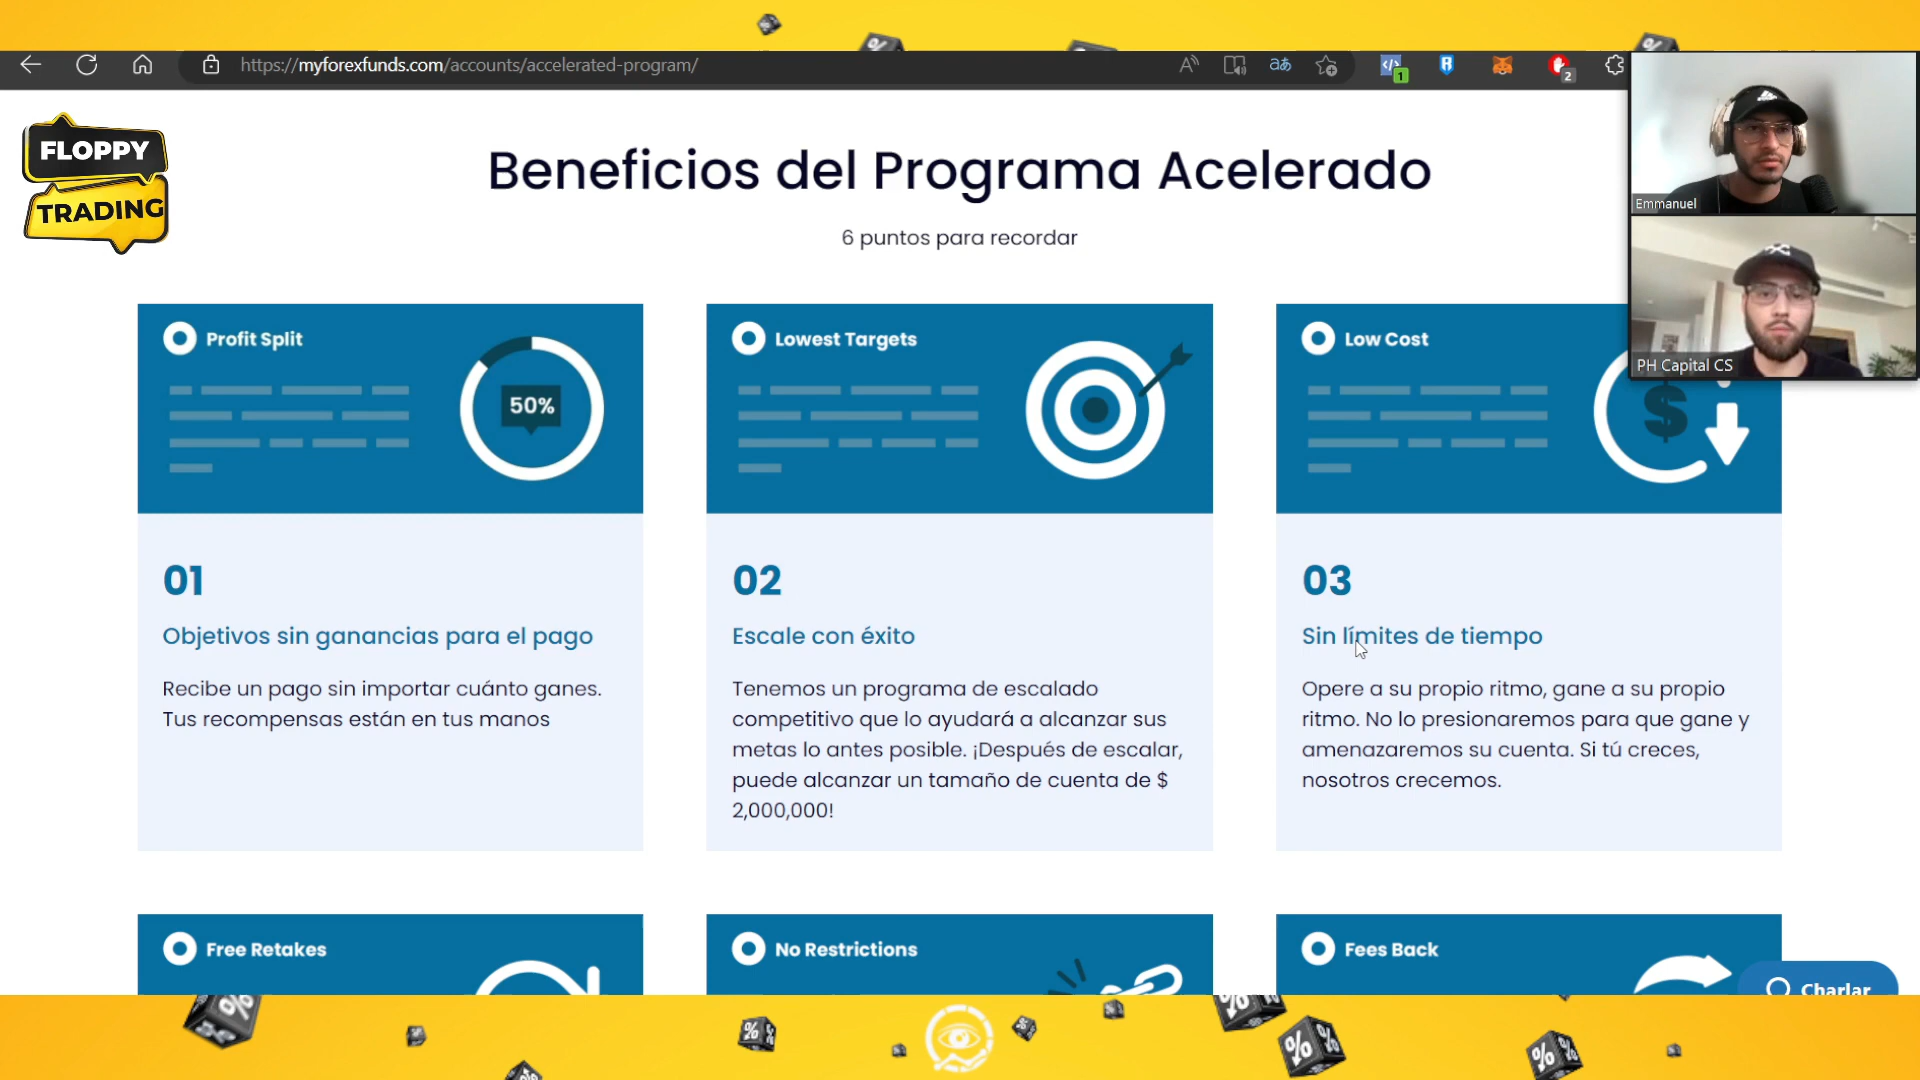 https://myforexfunds.com/accounts/accelerated-program/
1
2
FLOPPY
TRADING
Beneficios del Programa Acelerado
6 puntos para recordar
Emmanuel
PH Capital CS
Profit Split
50%
Lowest Targets
Low Cost
$
01
Objetivos sin ganancias para el pago
Recibe un pago sin importar cuánto ganes.
Tus recompensas están en tus manos
02
Escale con éxito
Tenemos un programa de escalado
competitivo que lo ayudará a alcanzar sus
metas lo antes posible. ¡Después de escalar,
puede alcanzar un tamaño de cuenta de $
2,000,000!
03
Sin límites de tiempo
Opere a su propio ritmo, gane a su propio
ritmo. No lo presionaremos para que gane y
amenazaremos su cuenta. Si tú creces,
nosotros crecemos.
Free Retakes
No Restrictions
Fees Back
Charlar